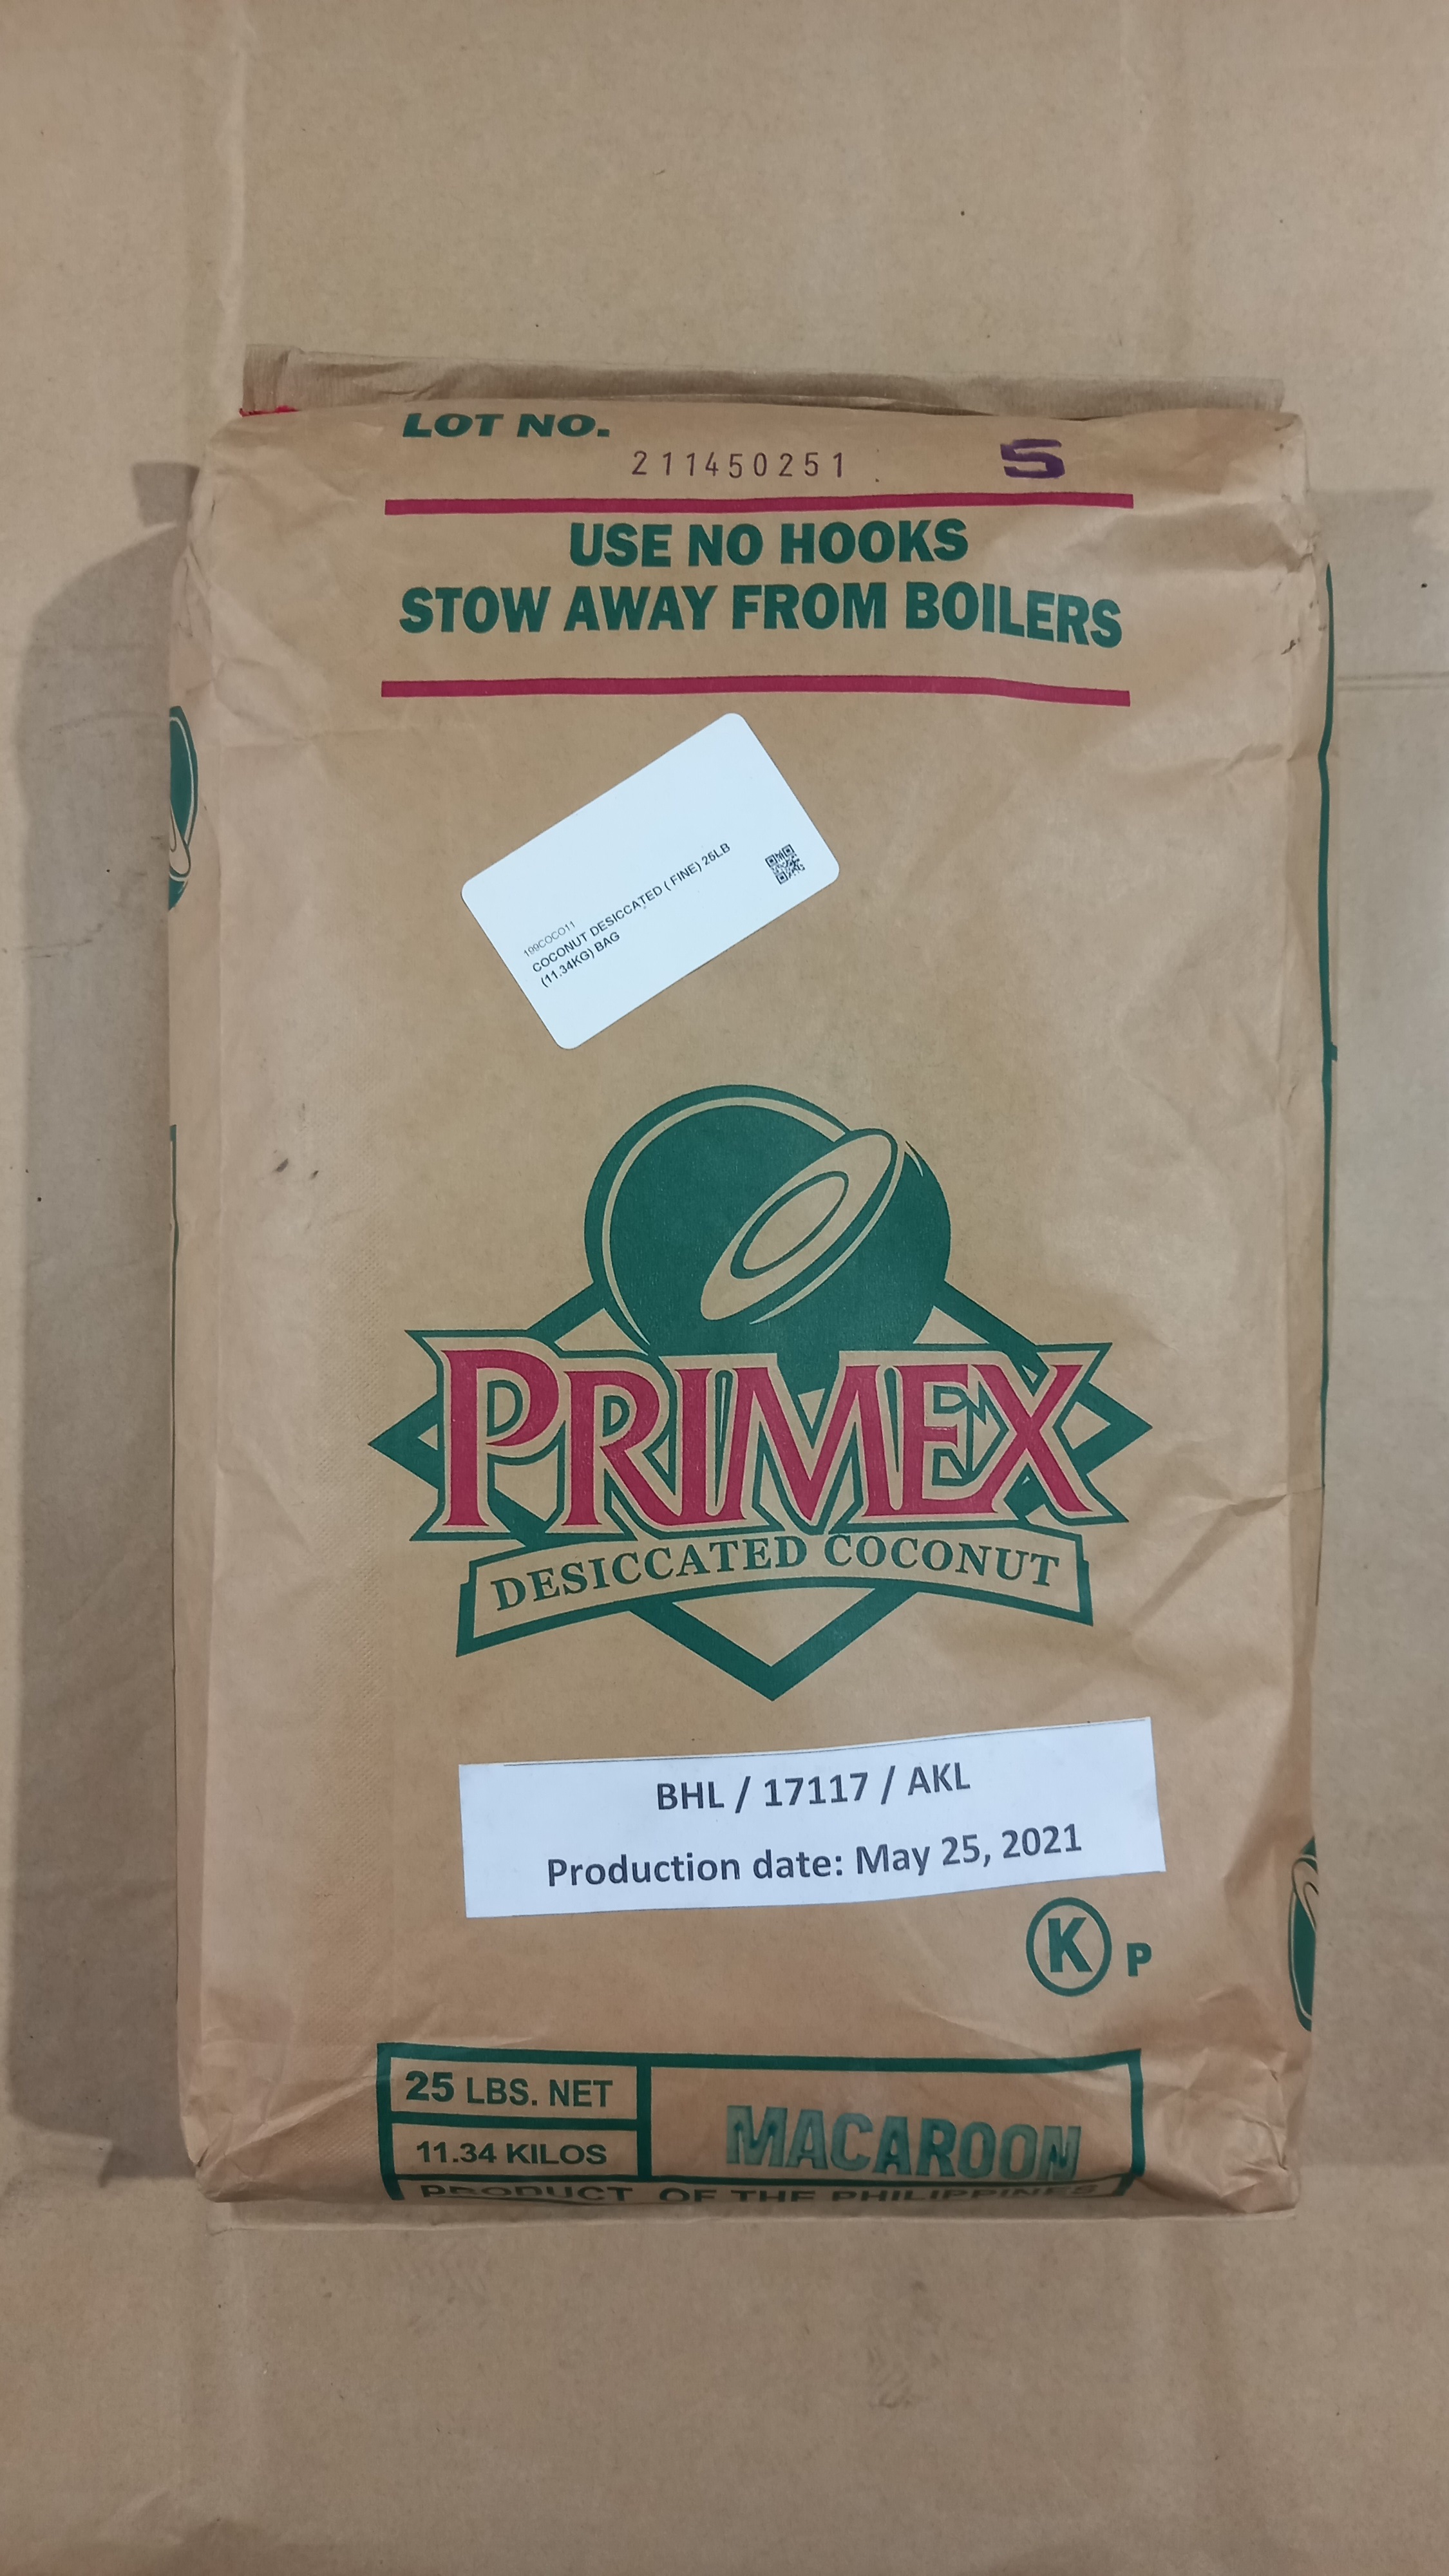 LOT NO.
211450251 S
USE NO HOOKS
STOW AWAY FROM BOILERS
199COCO11
COCONUT DESICCATED ( FINE) 25LB
(11.34KG) BAG
PRIMEX
DESICCATED COCONUT
BHL / 17117 / AKL
Production date: May 25, 2021
K P
25 LBS. NET
11.34 KILOS
MACAROON
PRODUCT OF THE PHILIPPINES